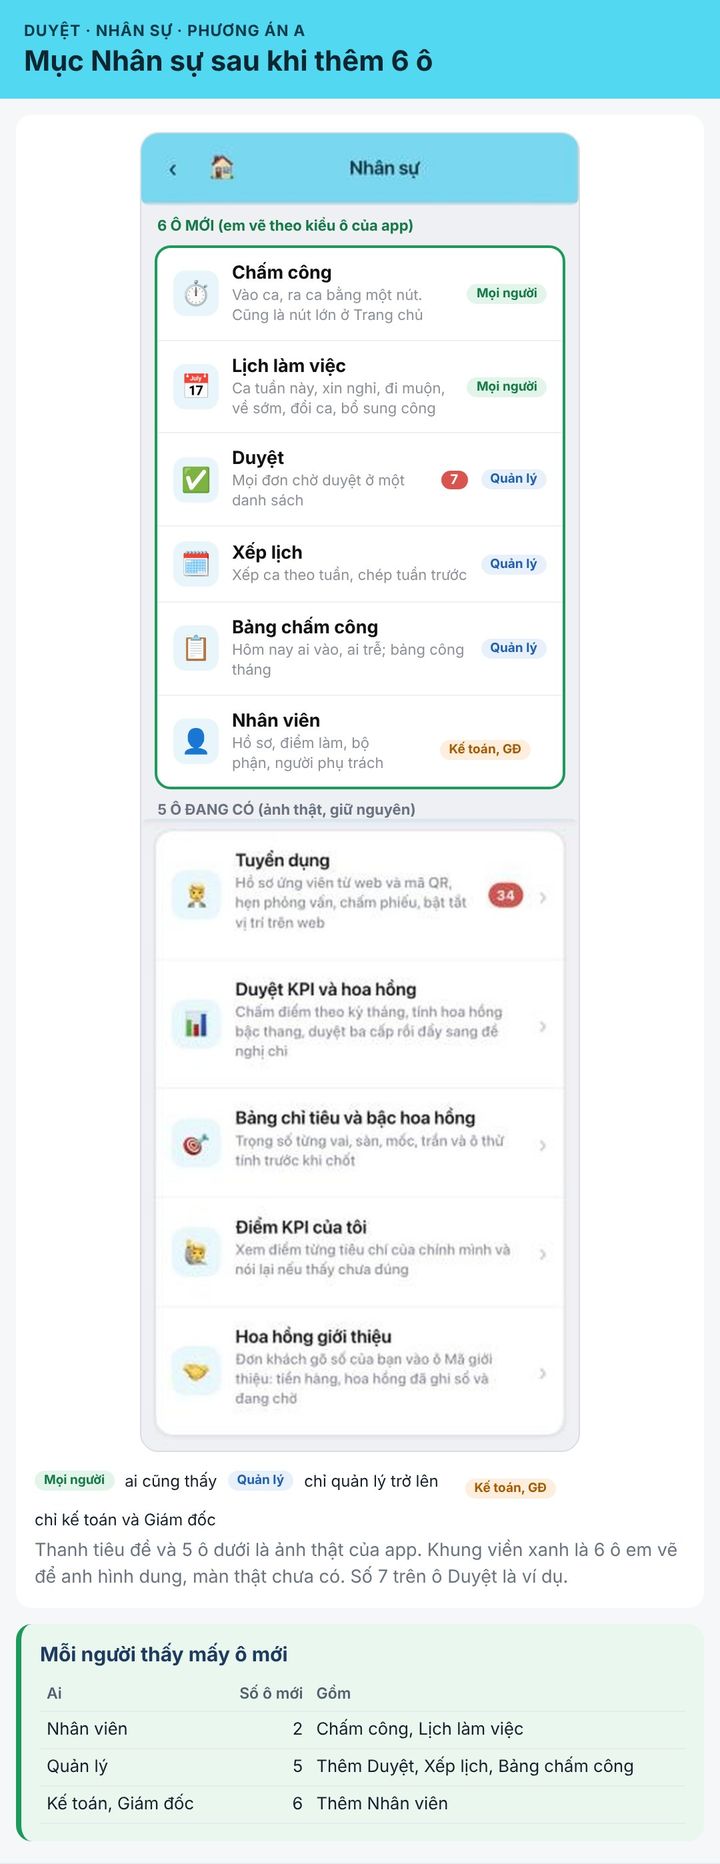 DUYỆT · NHÂN SỰ · PHƯƠNG ÁN A
Mục Nhân sự sau khi thêm 6 ô
Nhân sự
6 Ô MỚI (em vẽ theo kiểu ô của app)
Chấm công
Vào ca, ra ca bằng một nút.
Cũng là nút lớn ở Trang chủ
Mọi người
Lịch làm việc
Ca tuần này, xin nghỉ, đi muộn,
về sớm, đổi ca, bổ sung công
Mọi người
July
17
Duyệt
Mọi đơn chờ duyệt ở một
danh sách
7
Quản lý
Xếp lịch
Xếp ca theo tuần, chép tuần trước
Quản lý
Bảng chấm công
Hôm nay ai vào, ai trễ; bảng công
tháng
Quản lý
Nhân viên
Hồ sơ, điểm làm, bộ
phận, người phụ trách
Kế toán, GĐ
5 Ô ĐANG CÓ (ảnh thật, giữ nguyên)
Tuyển dụng
Hồ sơ ứng viên từ web và mã QR,
hẹn phỏng vấn, chấm phiếu, bật tắt
vị trí trên web
34
Duyệt KPI và hoa hồng
Chấm điểm theo kỳ tháng, tính hoa hồng
bậc thang, duyệt ba cấp rồi đẩy sang đề
nghị chi
Bảng chỉ tiêu và bậc hoa hồng
Trọng số từng vai, sàn, mốc, trần và ô thử
tính trước khi chốt
Điểm KPI của tôi
Xem điểm từng tiêu chí của chính mình và
nói lại nếu thấy chưa đúng
Hoa hồng giới thiệu
Đơn khách gõ số của bạn vào ô Mã giới
thiệu: tiền hàng, hoa hồng đã ghi sổ và
đang chờ
Mọi người ai cũng thấy Quản lý chỉ quản lý trở lên Kế toán, GĐ
chỉ kế toán và Giám đốc
Thanh tiêu đề và 5 ô dưới là ảnh thật của app. Khung viền xanh là 6 ô em vẽ
để anh hình dung, màn thật chưa có. Số 7 trên ô Duyệt là ví dụ.
Mỗi người thấy mấy ô mới
Ai Số ô mới Gồm
Nhân viên 2 Chấm công, Lịch làm việc
Quản lý 5 Thêm Duyệt, Xếp lịch, Bảng chấm công
Kế toán, Giám đốc 6 Thêm Nhân viên